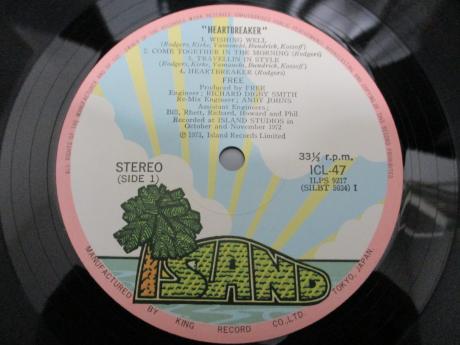 "HEARTBREAKER"
1. WISHING WELL
(Rodgers, Kirke, Yamauchi, Bundrick, Kossoff)
2. COME TOGETHER IN THE MORNING (Rodgers)
3. TRAVELLIN IN STYLE
(Rodgers, Kirke, Yamauchi, Bundrick, Kossoff)
4. HEARTBREAKER (Rodgers)
FREE
Produced by FREE
Engineer; RICHARD DIGBY SMITH
Re-Mix Engineer; ANDY JOHNS
Assistant Engineers;
Bill, Rhett, Richard, Howard and Phil
Recorded at ISLAND STUDIOS in
October and November 1972
Ⓟ 1973, Island Records Limited
STEREO
(SIDE 1)
33⅓ r.p.m.
ICL-47
ILPS 9217
(SILBT 5034) I
ISLAND
MANUFACTURED BY KING RECORD CO., LTD. TOKYO, JAPAN.